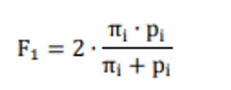 F₁ = 2 · (πᵢ · pᵢ) / (πᵢ + pᵢ)